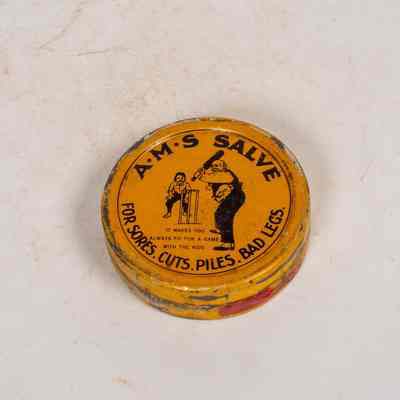 A·M·S SALVE
IT MAKES YOU
ALWAYS FIT FOR A GAME
WITH THE KIDS
FOR SORES. CUTS. PILES. BAD LEGS.